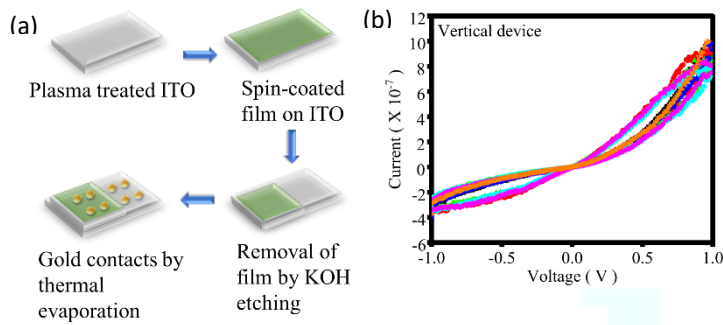 (a)
Plasma treated ITO
Spin-coated
film on ITO
Gold contacts by
thermal
evaporation
Removal of
film by KOH
etching
(b)
Vertical device
12
10
8
6
4
2
0
-2
-4
-6
Current ( X 10⁻⁷ )
-1.0 -0.5 0.0 0.5 1.0
Voltage ( V )